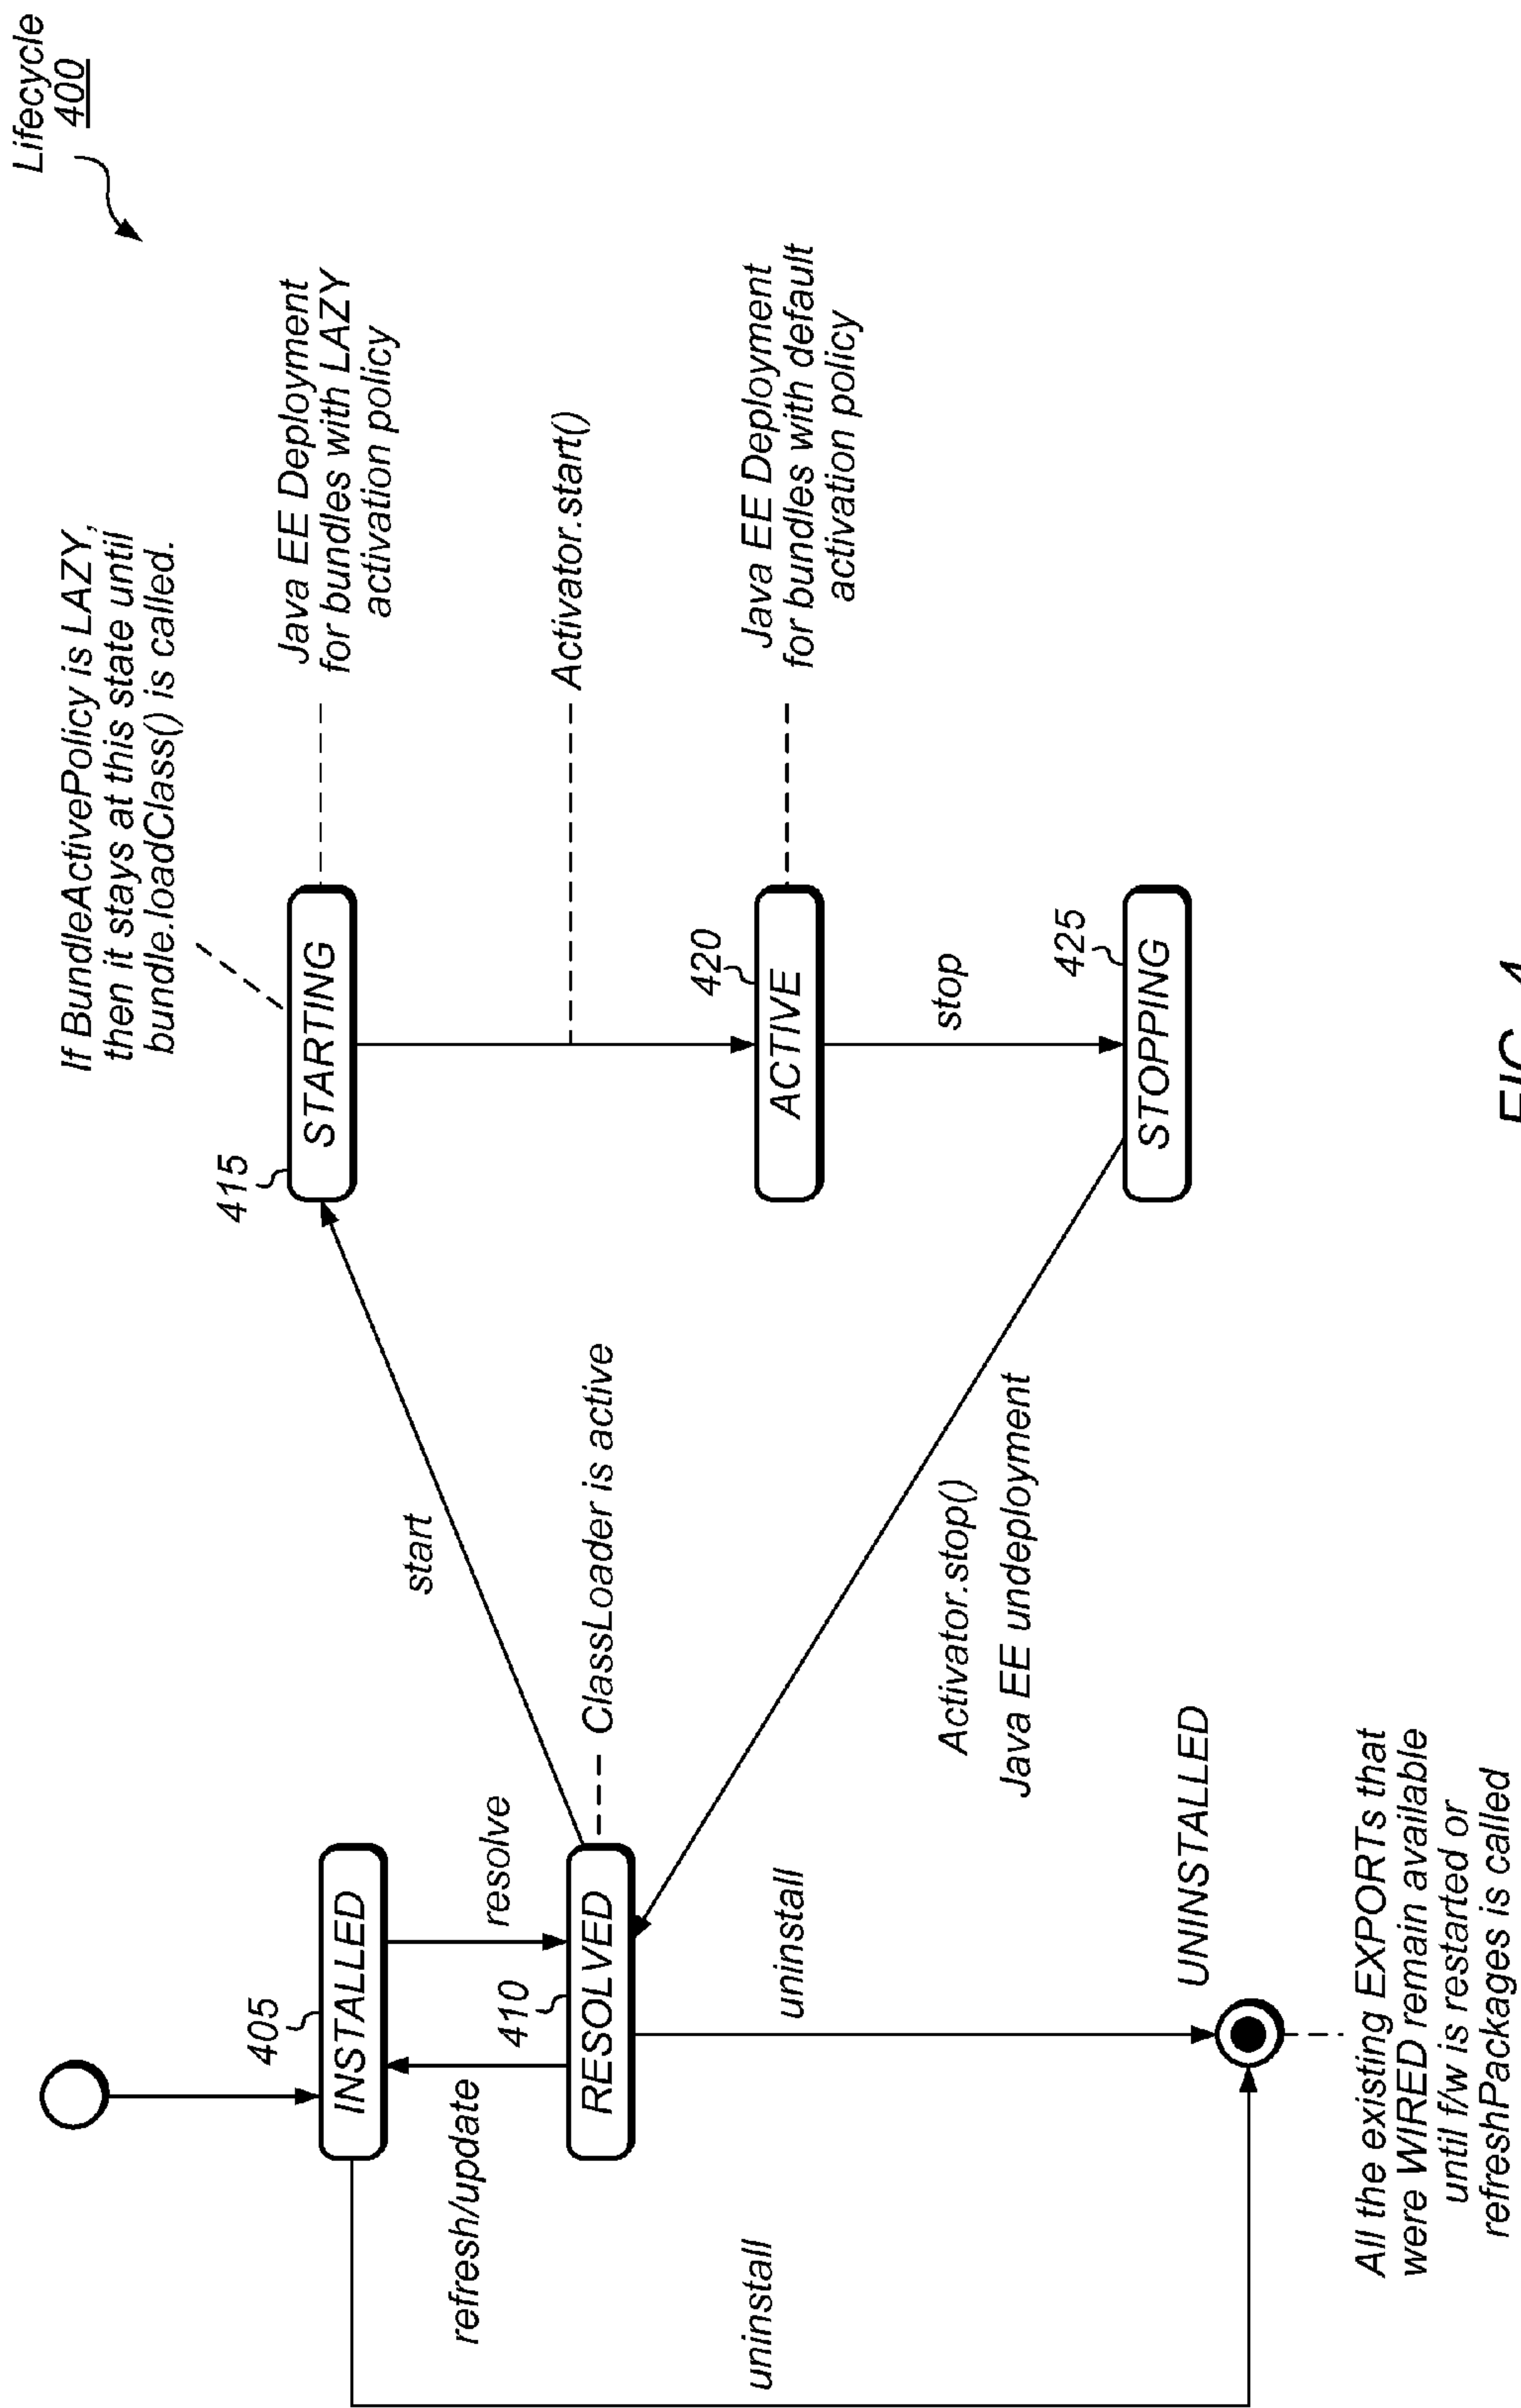 Lifecycle
400
If BundleActivePolicy is LAZY,
then it stays at this state until
bundle.loadClass() is called.
405
INSTALLED
415
STARTING
Java EE Deployment
for bundles with LAZY
activation policy
refresh/update
resolve
start
410
RESOLVED
ClassLoader is active
Activator.start()
420
ACTIVE
Java EE Deployment
for bundles with default
activation policy
uninstall
uninstall
Activator.stop()
Java EE undeployment
stop
425
STOPPING
UNINSTALLED
All the existing EXPORTs that
were WIRED remain available
until f/w is restarted or
refreshPackages is called
FIG. 4